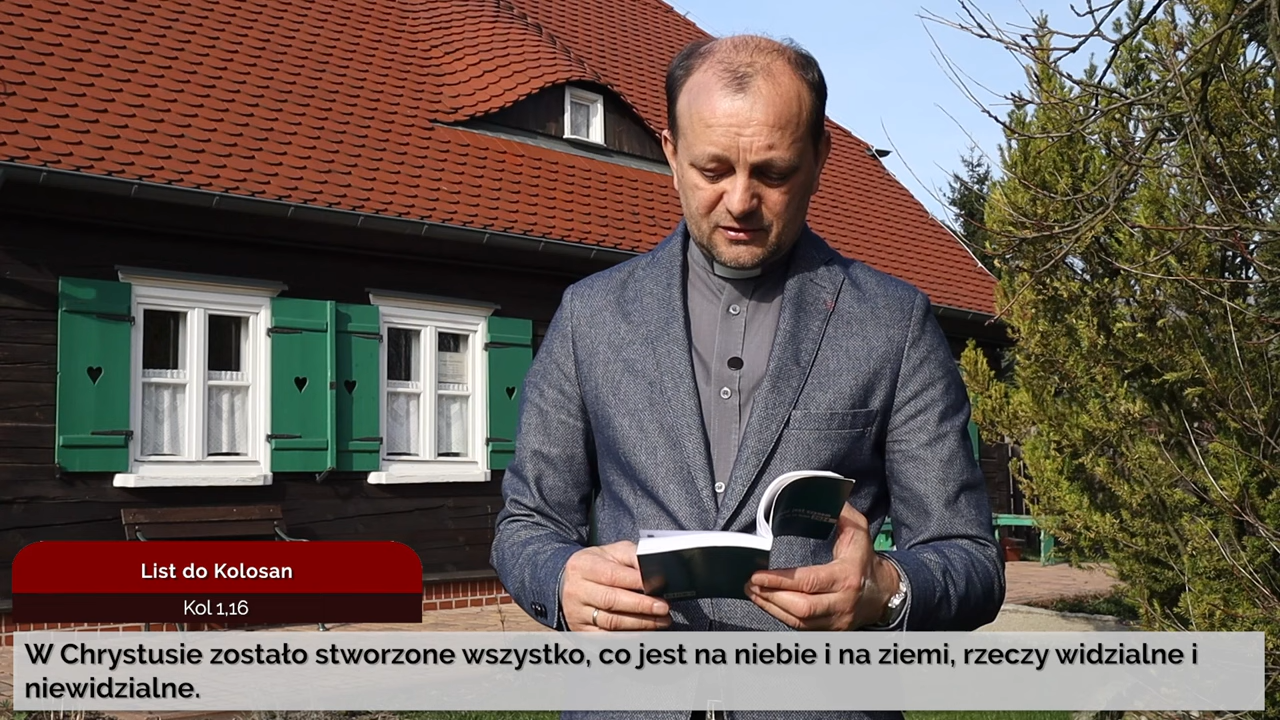 List do Kolosan
Kol 1,16
W Chrystusie zostało stworzone wszystko, co jest na niebie i na ziemi, rzeczy widzialne i
niewidzialne.